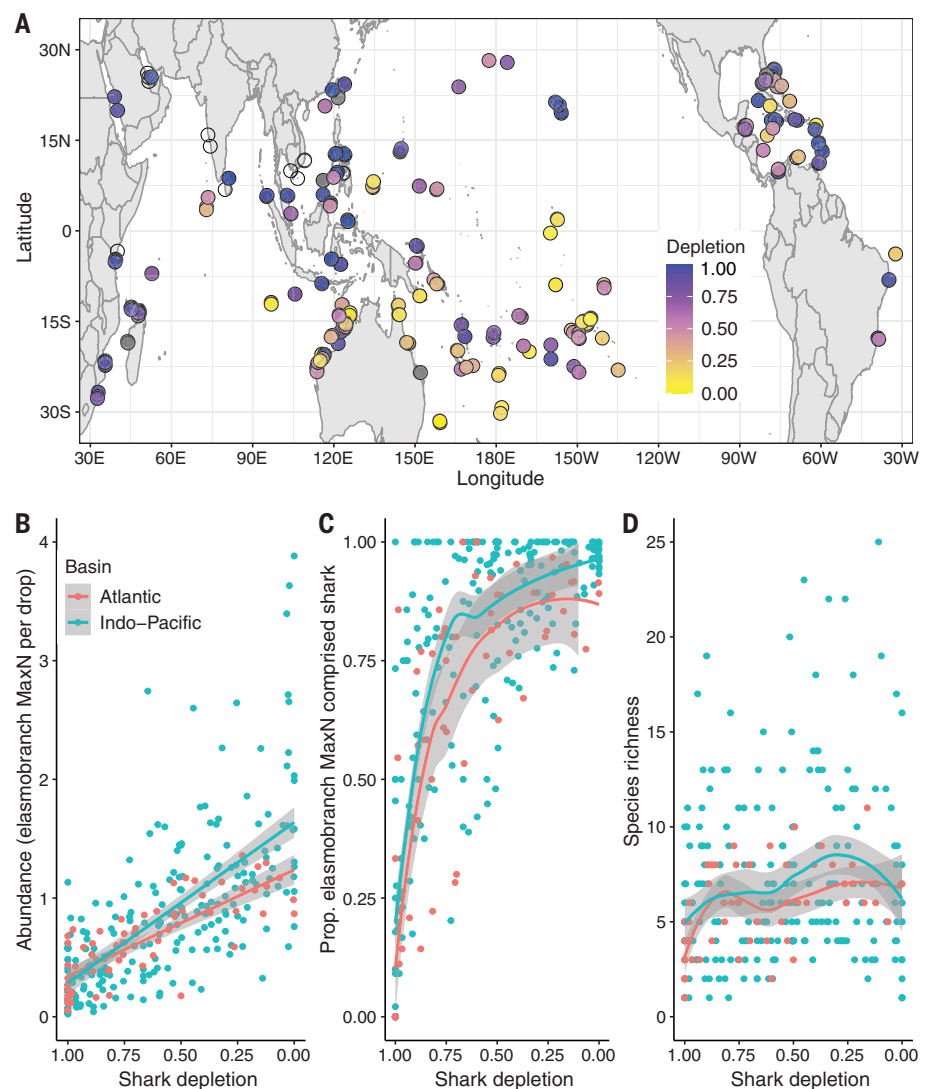 A
30N
15N
0
15S
30S
Latitude
30E
60E
90E
120E
150E
180E
150W
120W
90W
60W
30W
Longitude
Depletion
1.00
0.75
0.50
0.25
0.00
B
4
3
2
1
0
Abundance (elasmobranch MaxN per drop)
Basin
Atlantic
Indo−Pacific
1.00
0.75
0.50
0.25
0.00
Shark depletion
C
1.00
0.75
0.50
0.25
0.00
Prop. elasmobranch MaxN comprised shark
1.00
0.75
0.50
0.25
0.00
Shark depletion
D
25
20
15
10
5
0
Species richness
1.00
0.75
0.50
0.25
0.00
Shark depletion